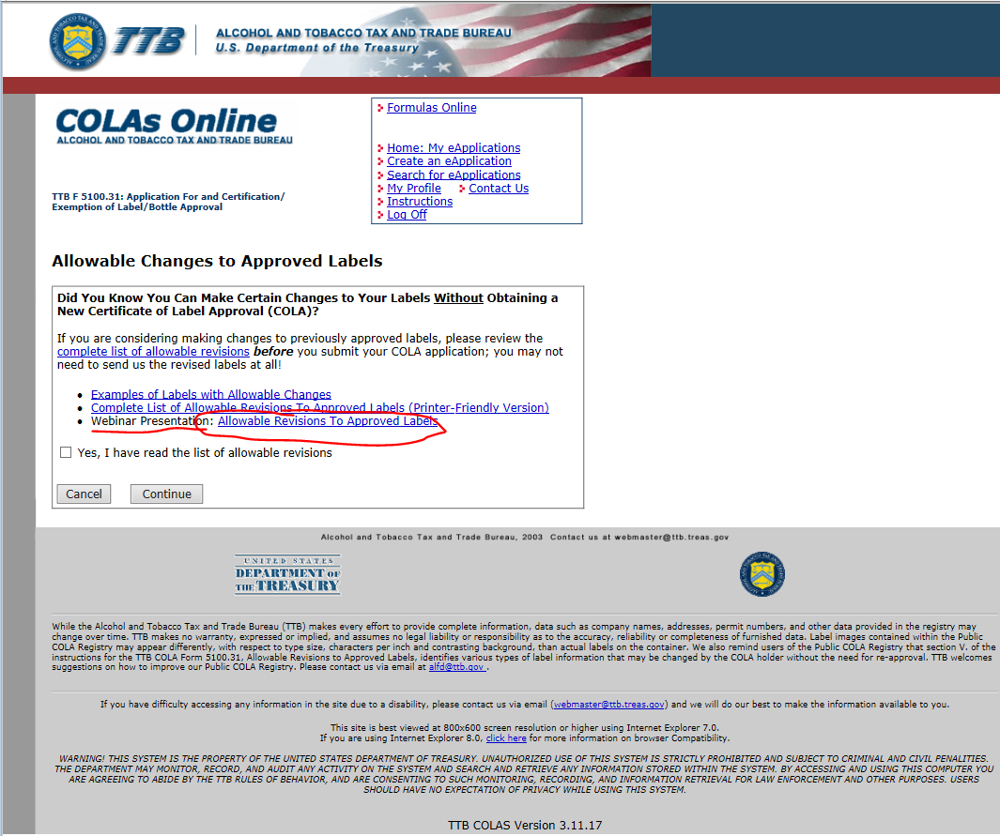 TTB
ALCOHOL AND TOBACCO TAX AND TRADE BUREAU
U.S. Department of the Treasury
COLAs Online
ALCOHOL AND TOBACCO TAX AND TRADE BUREAU
TTB F 5100.31: Application For and Certification/
Exemption of Label/Bottle Approval
Formulas Online
Home: My eApplications
Create an eApplication
Search for eApplications
My Profile Contact Us
Instructions
Log Off
Allowable Changes to Approved Labels
Did You Know You Can Make Certain Changes to Your Labels Without Obtaining a
New Certificate of Label Approval (COLA)?
If you are considering making changes to previously approved labels, please review the
complete list of allowable revisions before you submit your COLA application; you may not
need to send us the revised labels at all!
• Examples of Labels with Allowable Changes
• Complete List of Allowable Revisions To Approved Labels (Printer-Friendly Version)
• Webinar Presentation: Allowable Revisions To Approved Labels
Yes, I have read the list of allowable revisions
Cancel Continue
Alcohol and Tobacco Tax and Trade Bureau, 2003 Contact us at webmaster@ttb.treas.gov
UNITED STATES
DEPARTMENT OF
THE TREASURY
While the Alcohol and Tobacco Tax and Trade Bureau (TTB) makes every effort to provide complete information, data such as company names, addresses, permit numbers, and other data provided in the registry may
change over time. TTB makes no warranty, expressed or implied, and assumes no legal liability or responsibility as to the accuracy, reliability or completeness of furnished data. Label images contained within the Public
COLA Registry may appear differently, with respect to type size, characters per inch and contrasting background, than actual labels on the container. We also remind users of the Public COLA Registry that section V. of the
instructions for the TTB COLA Form 5100.31, Allowable Revisions to Approved Labels, identifies various types of label information that may be changed by the COLA holder without the need for re-approval. TTB welcomes
suggestions on how to improve our Public COLA Registry. Please contact us via email at alfd@ttb.gov .
If you have difficulty accessing any information in the site due to a disability, please contact us via email (webmaster@ttb.treas.gov) and we will do our best to make the information available to you.
This site is best viewed at 800x600 screen resolution or higher using Internet Explorer 7.0.
If you are using Internet Explorer 8.0, click here for more information on browser Compatibility.
WARNING! THIS SYSTEM IS THE PROPERTY OF THE UNITED STATES DEPARTMENT OF TREASURY. UNAUTHORIZED USE OF THIS SYSTEM IS STRICTLY PROHIBITED AND SUBJECT TO CRIMINAL AND CIVIL PENALTIES.
THE DEPARTMENT MAY MONITOR, RECORD, AND AUDIT ANY ACTIVITY ON THE SYSTEM AND SEARCH AND RETRIEVE ANY INFORMATION STORED WITHIN THE SYSTEM. BY ACCESSING AND USING THIS COMPUTER YOU
ARE AGREEING TO ABIDE BY THE TTB RULES OF BEHAVIOR, AND ARE CONSENTING TO SUCH MONITORING, RECORDING, AND INFORMATION RETRIEVAL FOR LAW ENFORCEMENT AND OTHER PURPOSES. USERS
SHOULD HAVE NO EXPECTATION OF PRIVACY WHILE USING THIS SYSTEM.
TTB COLAS Version 3.11.17